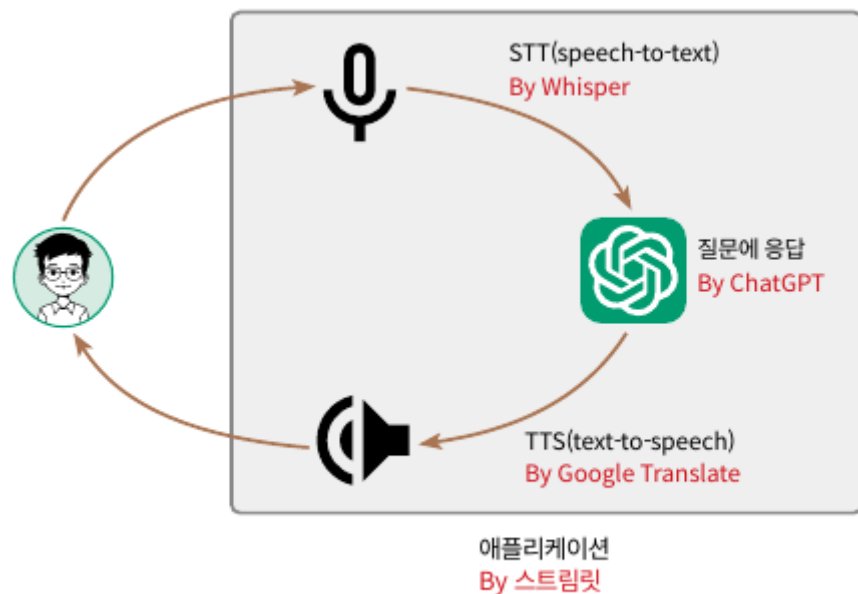 STT(speech-to-text)
By Whisper
질문에 응답
By ChatGPT
TTS(text-to-speech)
By Google Translate
애플리케이션
By 스트림릿